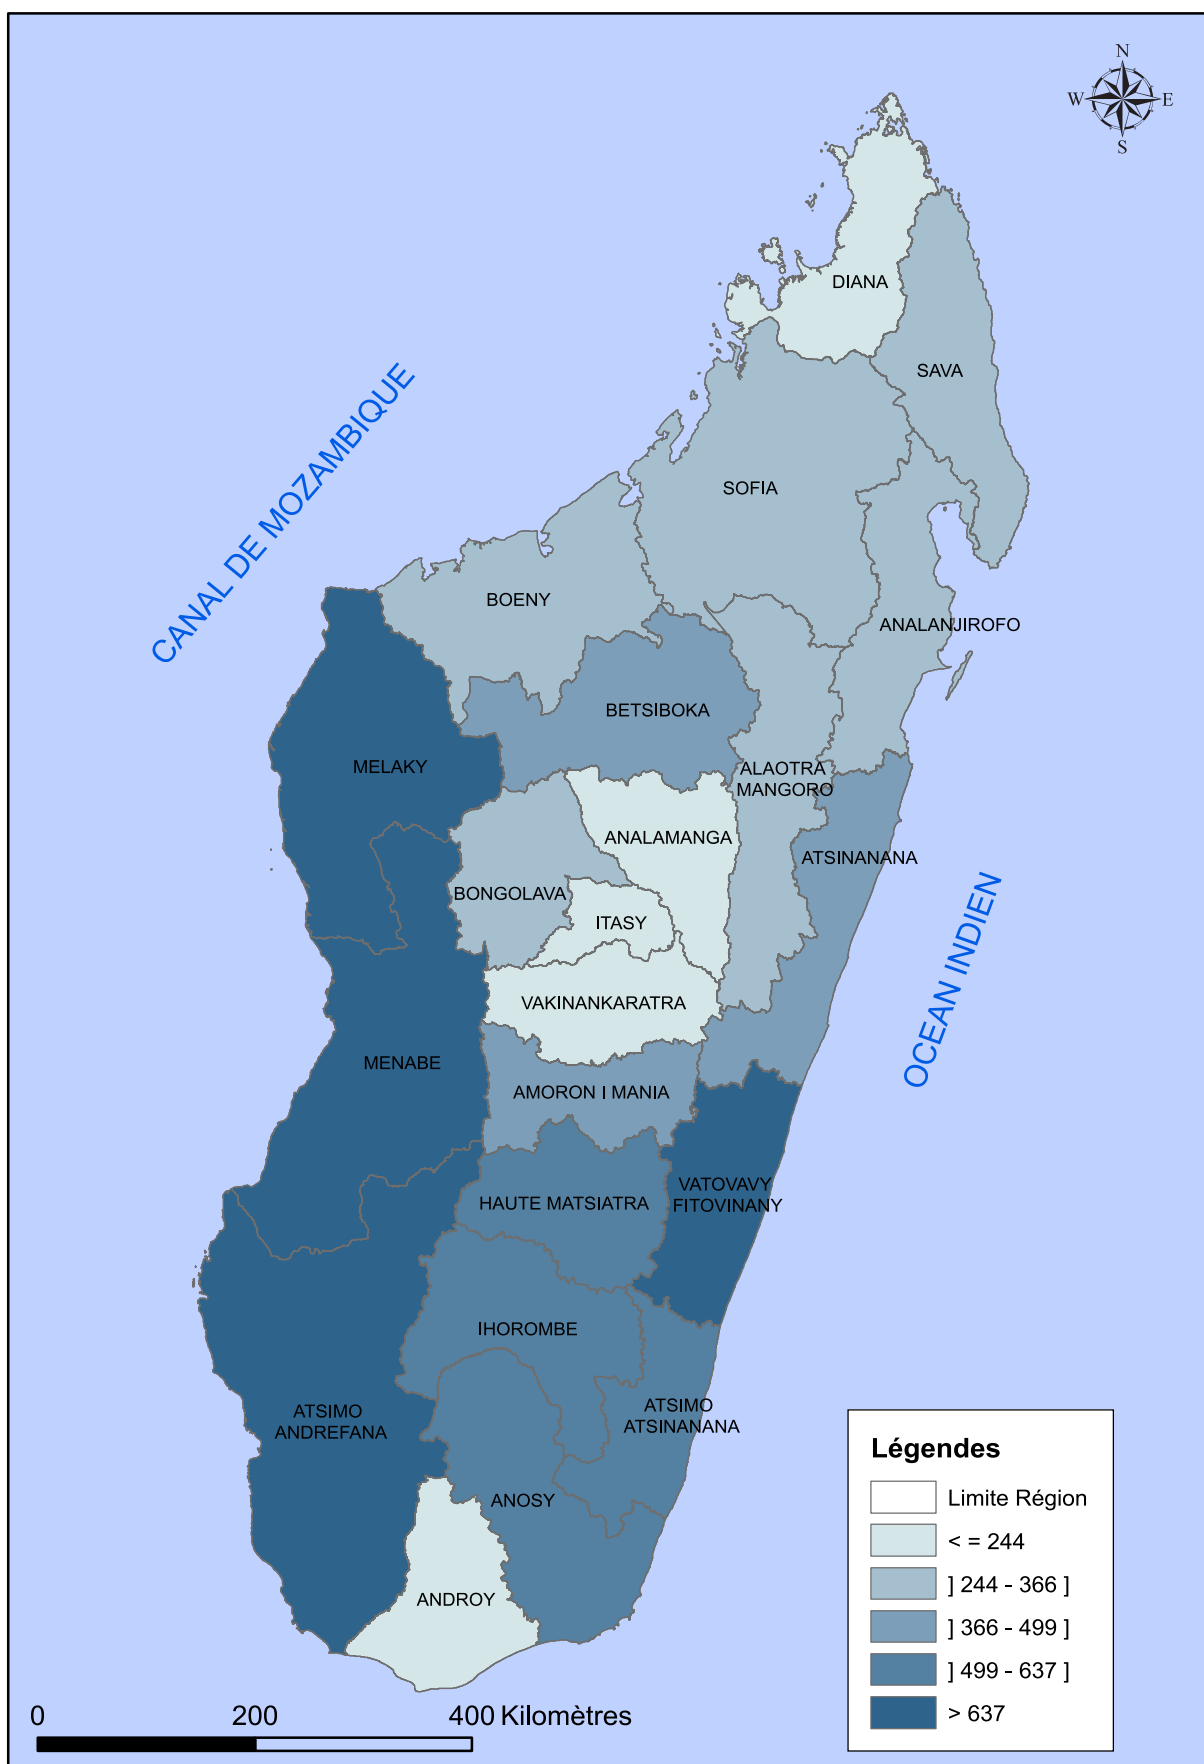 N
W
E
S
DIANA
SAVA
CANAL DE MOZAMBIQUE
SOFIA
BOENY
ANALANJIROFO
BETSIBOKA
MELAKY
ALAOTRA
MANGORO
ANALAMANGA
ATSINANANA
BONGOLAVA
ITASY
OCEAN INDIEN
VAKINANKARATRA
MENABE
AMORON I MANIA
VATOVAVY
FITOVINANY
HAUTE MATSIATRA
IHOROMBE
ATSIMO
ANDREFANA
ATSIMO
ATSINANANA
ANOSY
ANDROY
Légendes
Limite Région
< = 244
] 244 - 366 ]
] 366 - 499 ]
] 499 - 637 ]
> 637
0 200 400 Kilomètres